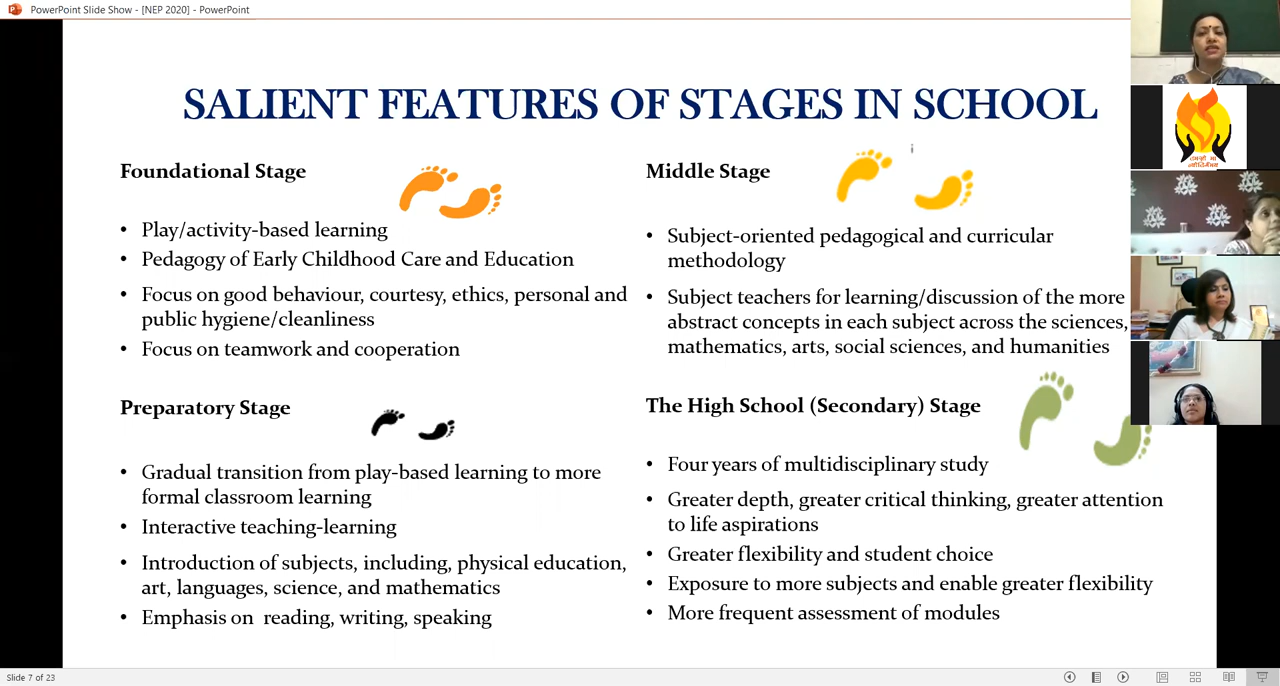 PowerPoint Slide Show - [NEP 2020] - PowerPoint
SALIENT FEATURES OF STAGES IN SCHOOL
Foundational Stage
• Play/activity-based learning
• Pedagogy of Early Childhood Care and Education
• Focus on good behaviour, courtesy, ethics, personal and
public hygiene/cleanliness
• Focus on teamwork and cooperation
Preparatory Stage
• Gradual transition from play-based learning to more
formal classroom learning
• Interactive teaching-learning
• Introduction of subjects, including, physical education,
art, languages, science, and mathematics
• Emphasis on  reading, writing, speaking
Middle Stage
• Subject-oriented pedagogical and curricular
methodology
• Subject teachers for learning/discussion of the more
abstract concepts in each subject across the sciences,
mathematics, arts, social sciences, and humanities
The High School (Secondary) Stage
• Four years of multidisciplinary study
• Greater depth, greater critical thinking, greater attention
to life aspirations
• Greater flexibility and student choice
• Exposure to more subjects and enable greater flexibility
• More frequent assessment of modules
तमसो मा
ज्योतिर्गमय
Slide 7 of 23